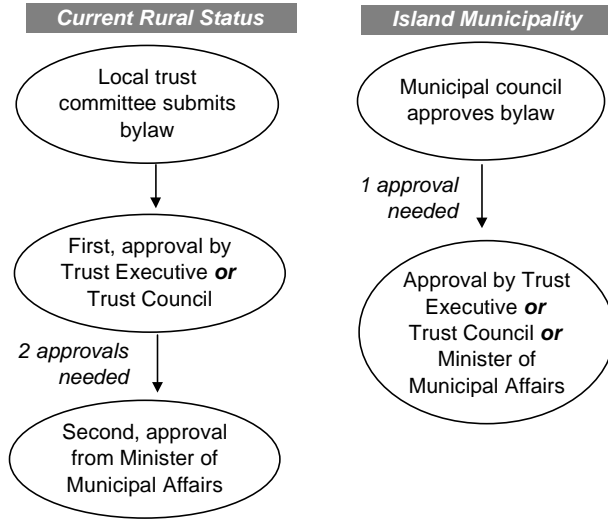 Current Rural Status
Local trust
committee submits
bylaw
First, approval by
Trust Executive or
Trust Council
2 approvals
needed
Second, approval
from Minister of
Municipal Affairs
Island Municipality
Municipal council
approves bylaw
1 approval
needed
Approval by Trust
Executive or
Trust Council or
Minister of
Municipal Affairs